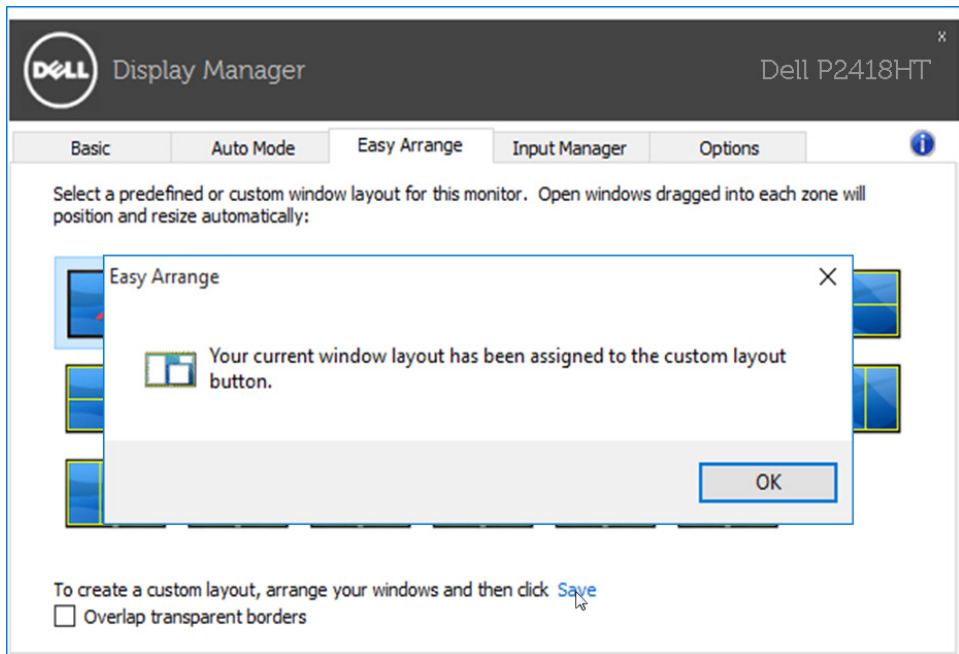 x
DELL
Display Manager
Dell P2418HT
Basic
Auto Mode
Easy Arrange
Input Manager
Options
Select a predefined or custom window layout for this monitor. Open windows dragged into each zone will
position and resize automatically:
Easy Arrange
Your current window layout has been assigned to the custom layout
button.
OK
To create a custom layout, arrange your windows and then click Save
Overlap transparent borders